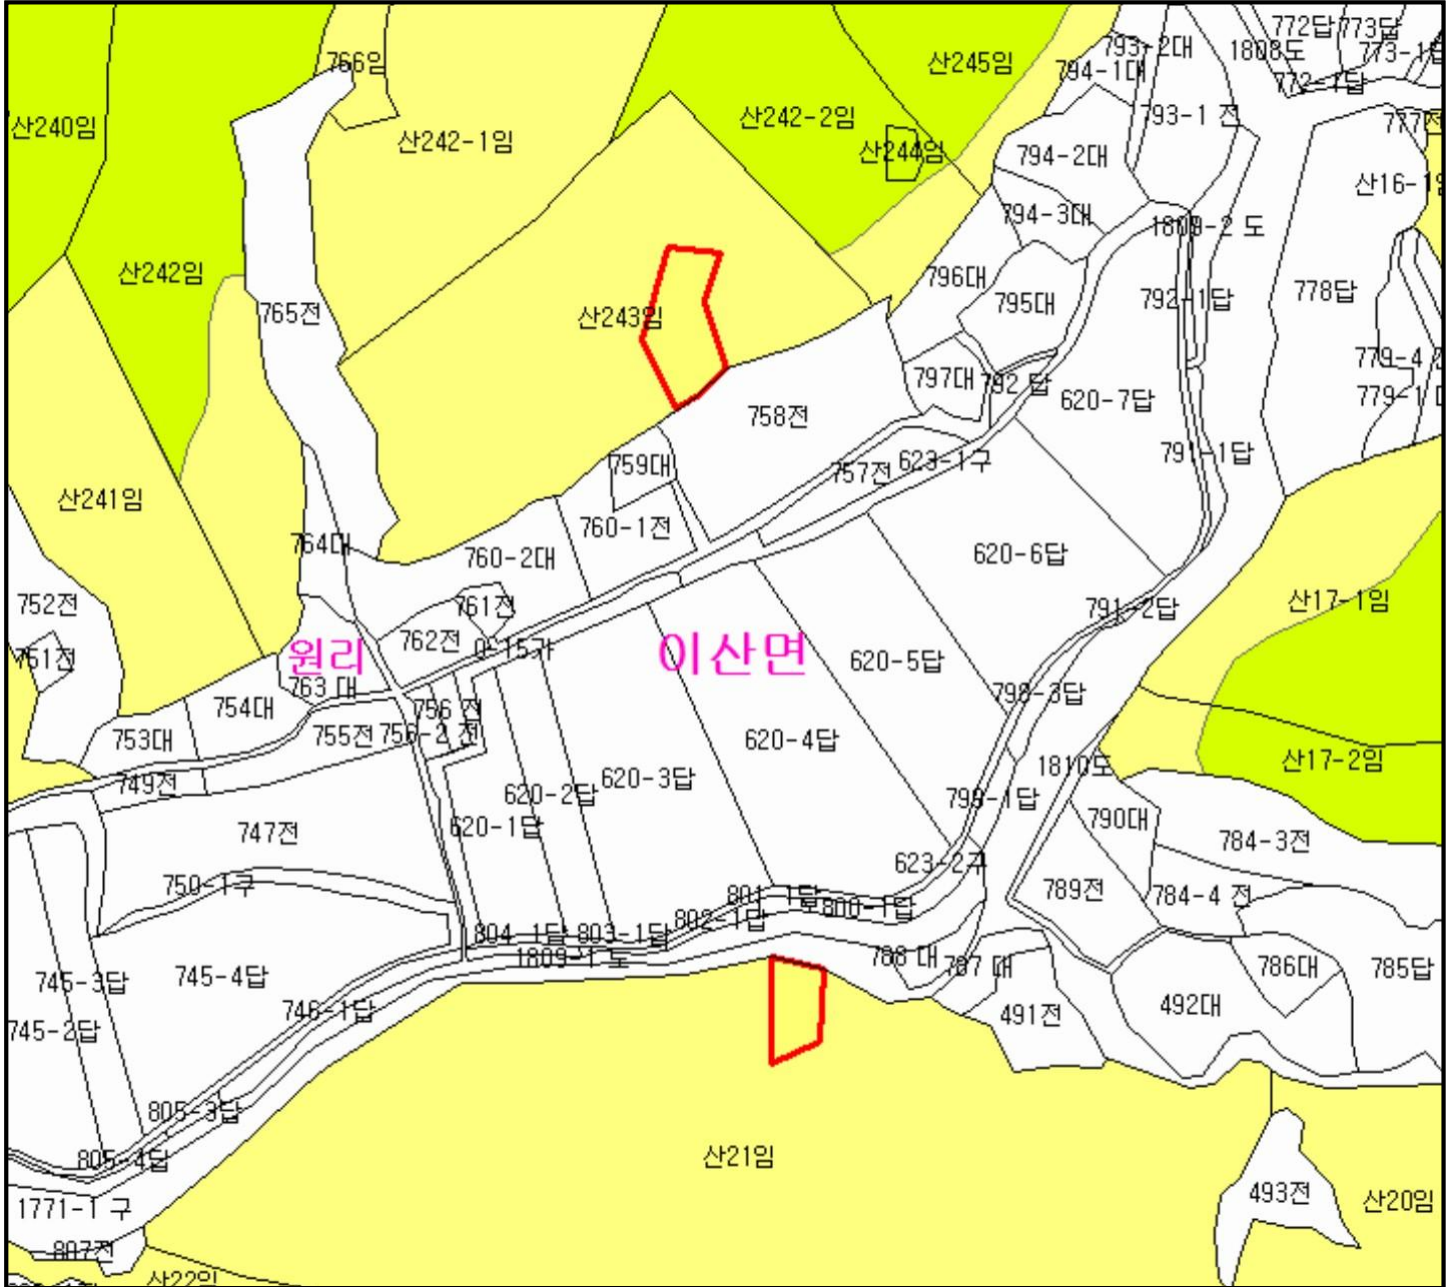 772답
773답
793-2대
1808도
773-1답
766임
산245임
794-1대
772-1답
산240임
산242-2임
793-1 전
산242-1임
산244임
794-2대
산16-1임
794-3대
1809-2 도
산242임
796대
795대
792-1답
778답
765전
산243임
779-4
797대
792 답
620-7답
779-1
758전
759대
757전
623-1구
791-1답
산241임
760-1전
764대
760-2대
620-6답
752전
761전
791-2답
산17-1임
762전
0-15가
원리
이산면
751전
620-5답
763 대
798-3답
754대
756 전
753대
755전
756-2 전
620-4답
1810도
산17-2임
749전
620-3답
620-2답
799-1답
790대
747전
620-1답
784-3전
623-2구
750-1구
789전
784-4 전
801-1답
800-1답
802-1답
804-1답
803-1답
1809-1 도
788 대
787 대
786대
785답
745-3답
745-4답
746-1답
491전
492대
745-2답
805-3답
산21임
805-4답
493전
산20임
1771-1 구
807전
산22임